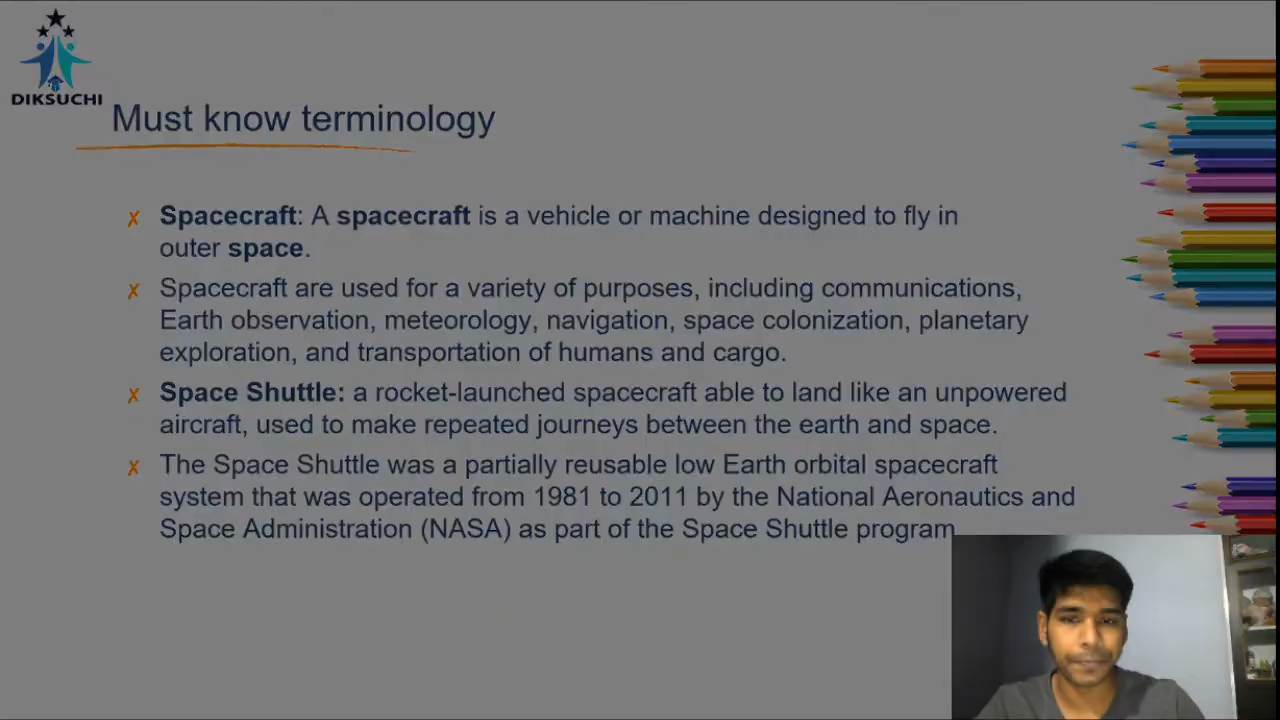 DIKSUCHI
Must know terminology
✗ Spacecraft: A spacecraft is a vehicle or machine designed to fly in
outer space.
✗ Spacecraft are used for a variety of purposes, including communications,
Earth observation, meteorology, navigation, space colonization, planetary
exploration, and transportation of humans and cargo.
✗ Space Shuttle: a rocket-launched spacecraft able to land like an unpowered
aircraft, used to make repeated journeys between the earth and space.
✗ The Space Shuttle was a partially reusable low Earth orbital spacecraft
system that was operated from 1981 to 2011 by the National Aeronautics and
Space Administration (NASA) as part of the Space Shuttle program